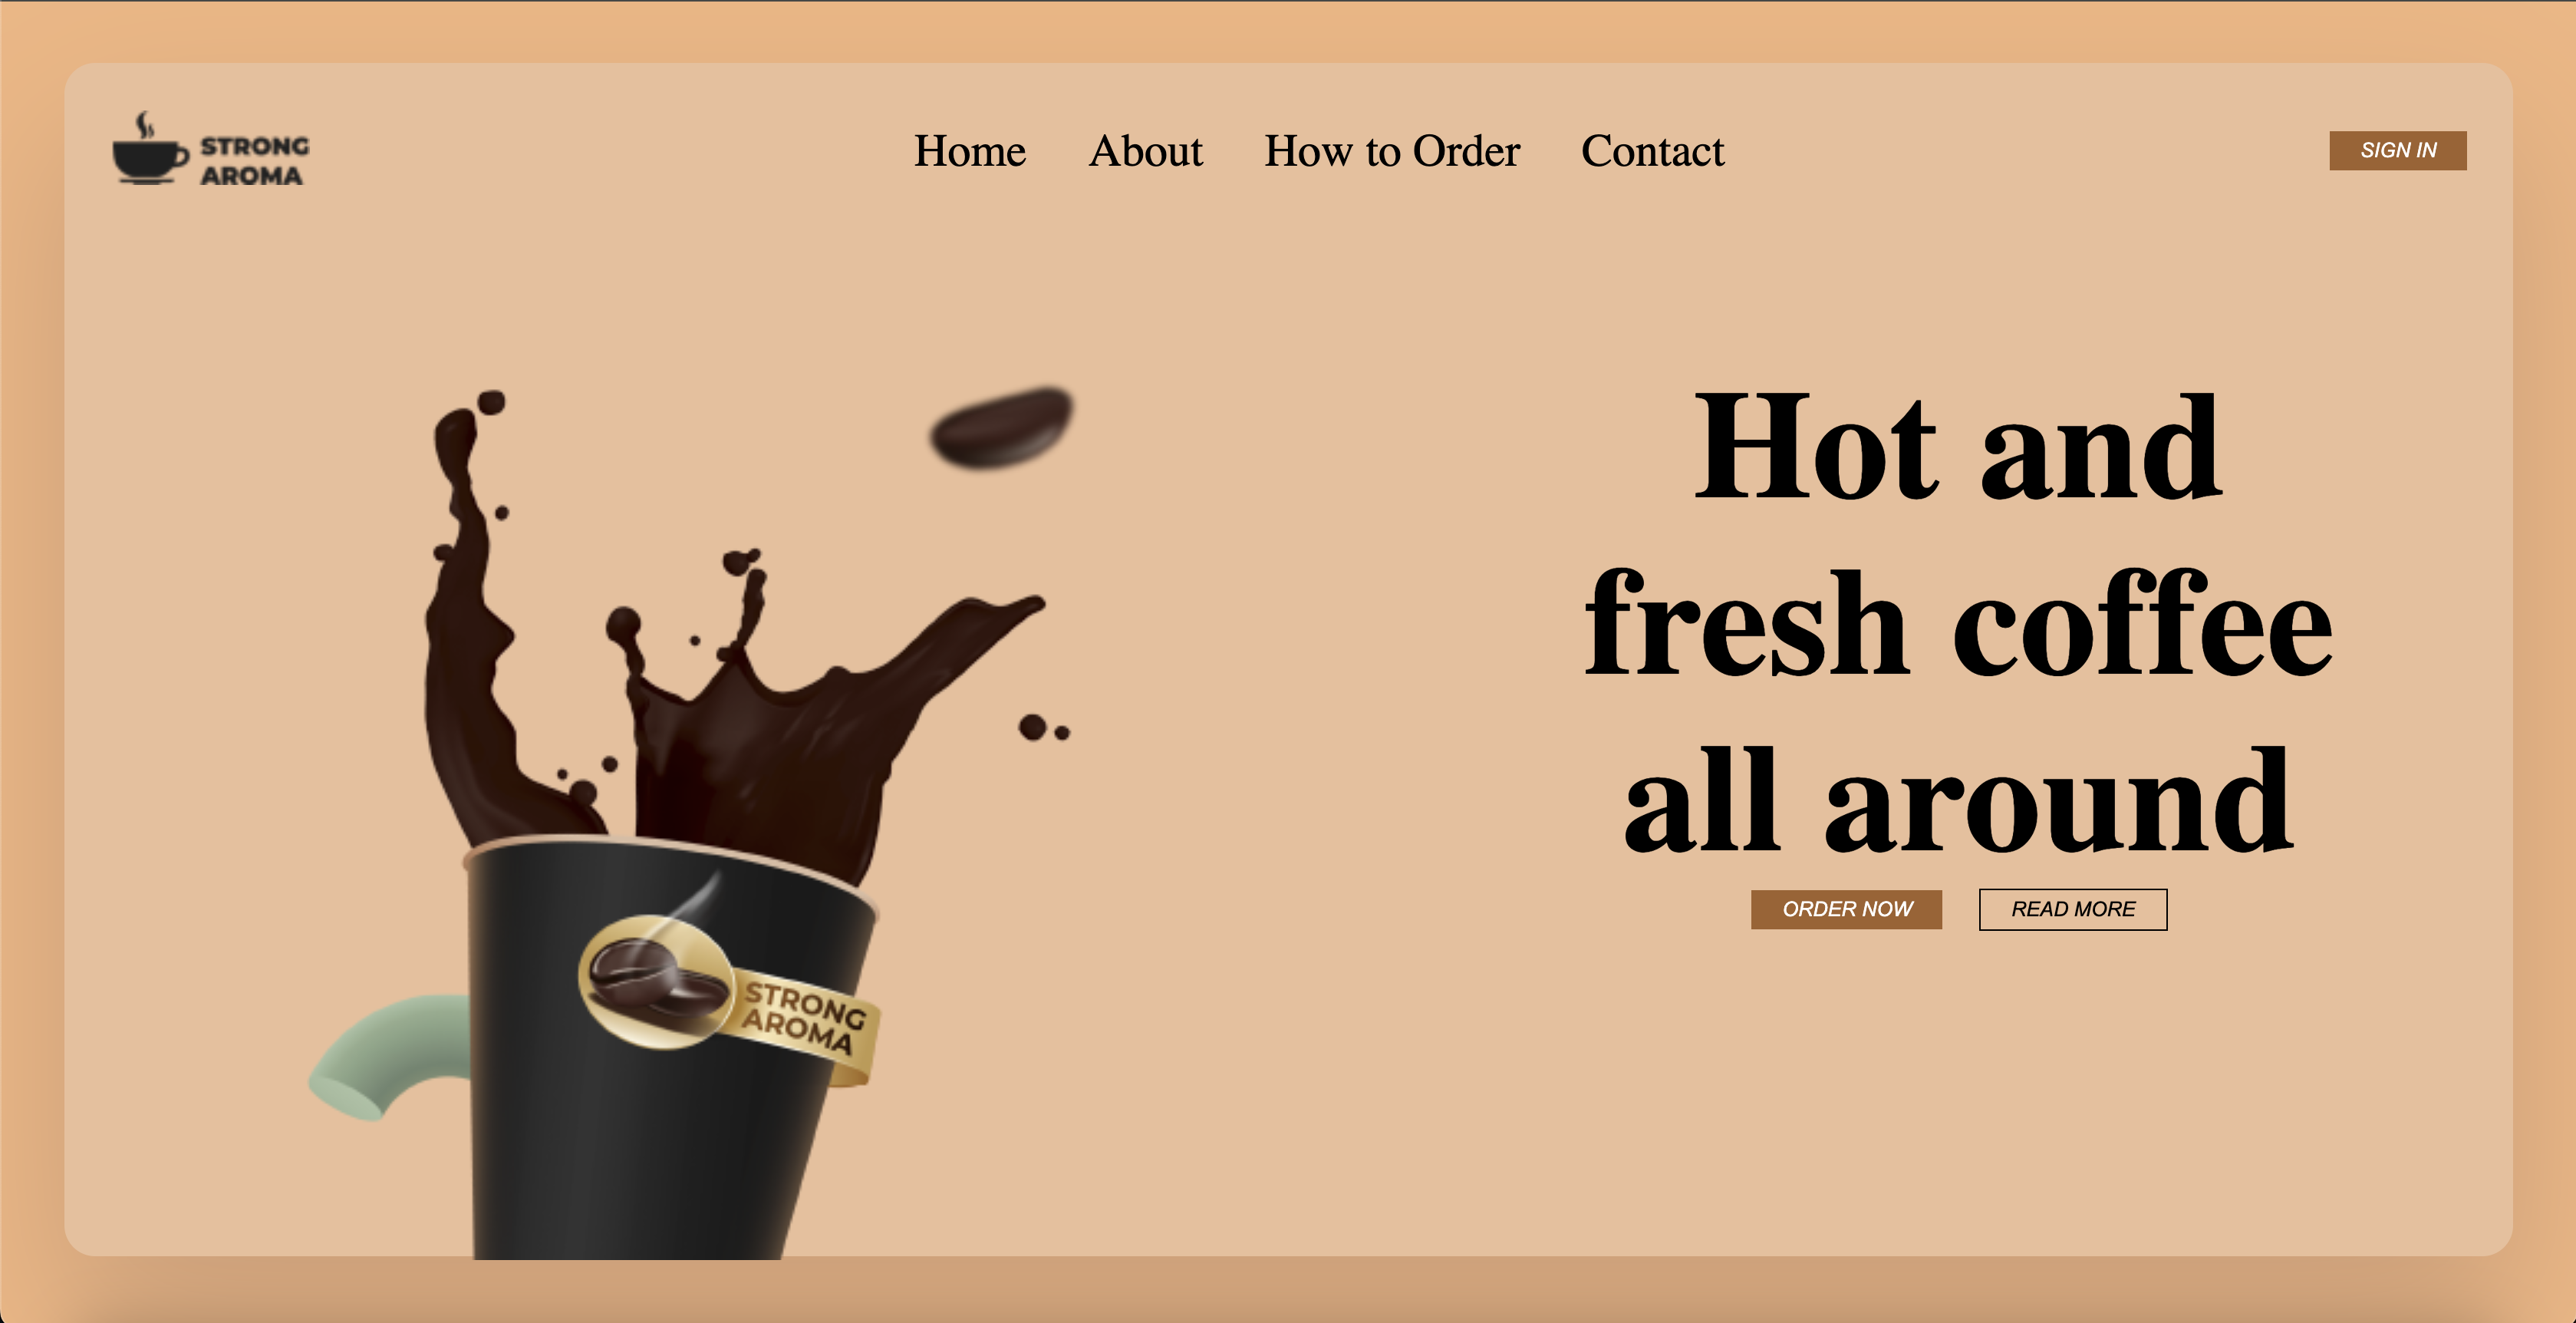 STRONG
AROMA
Home About How to Order Contact
SIGN IN
Hot and
fresh coffee
all around
ORDER NOW READ MORE
STRONG
AROMA